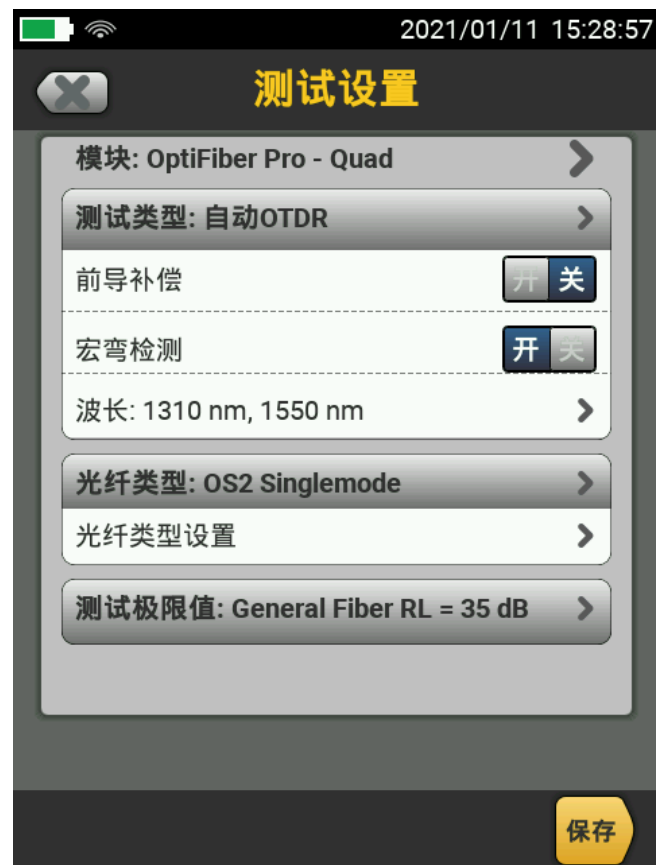 2021/01/11 15:28:57
测试设置
模块: OptiFiber Pro - Quad
测试类型: 自动OTDR
前导补偿 开 关
宏弯检测 开 关
波长: 1310 nm, 1550 nm
光纤类型: OS2 Singlemode
光纤类型设置
测试极限值: General Fiber RL = 35 dB
保存